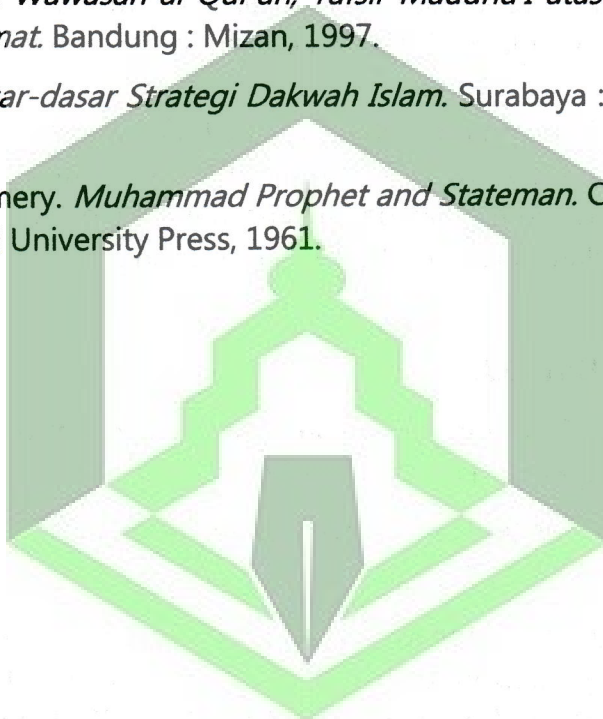 Wawasan al-Qur'an, Tafsir Maudhu'i atas
mat. Bandung : Mizan, 1997.
ar-dasar Strategi Dakwah Islam. Surabaya :
nery. Muhammad Prophet and Stateman. O
University Press, 1961.